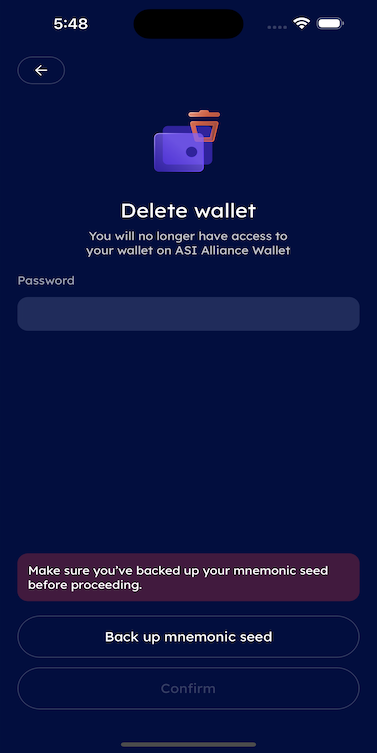 5:48
Delete wallet
You will no longer have access to
your wallet on ASI Alliance Wallet
Password
Make sure you've backed up your mnemonic seed
before proceeding.
Back up mnemonic seed
Confirm